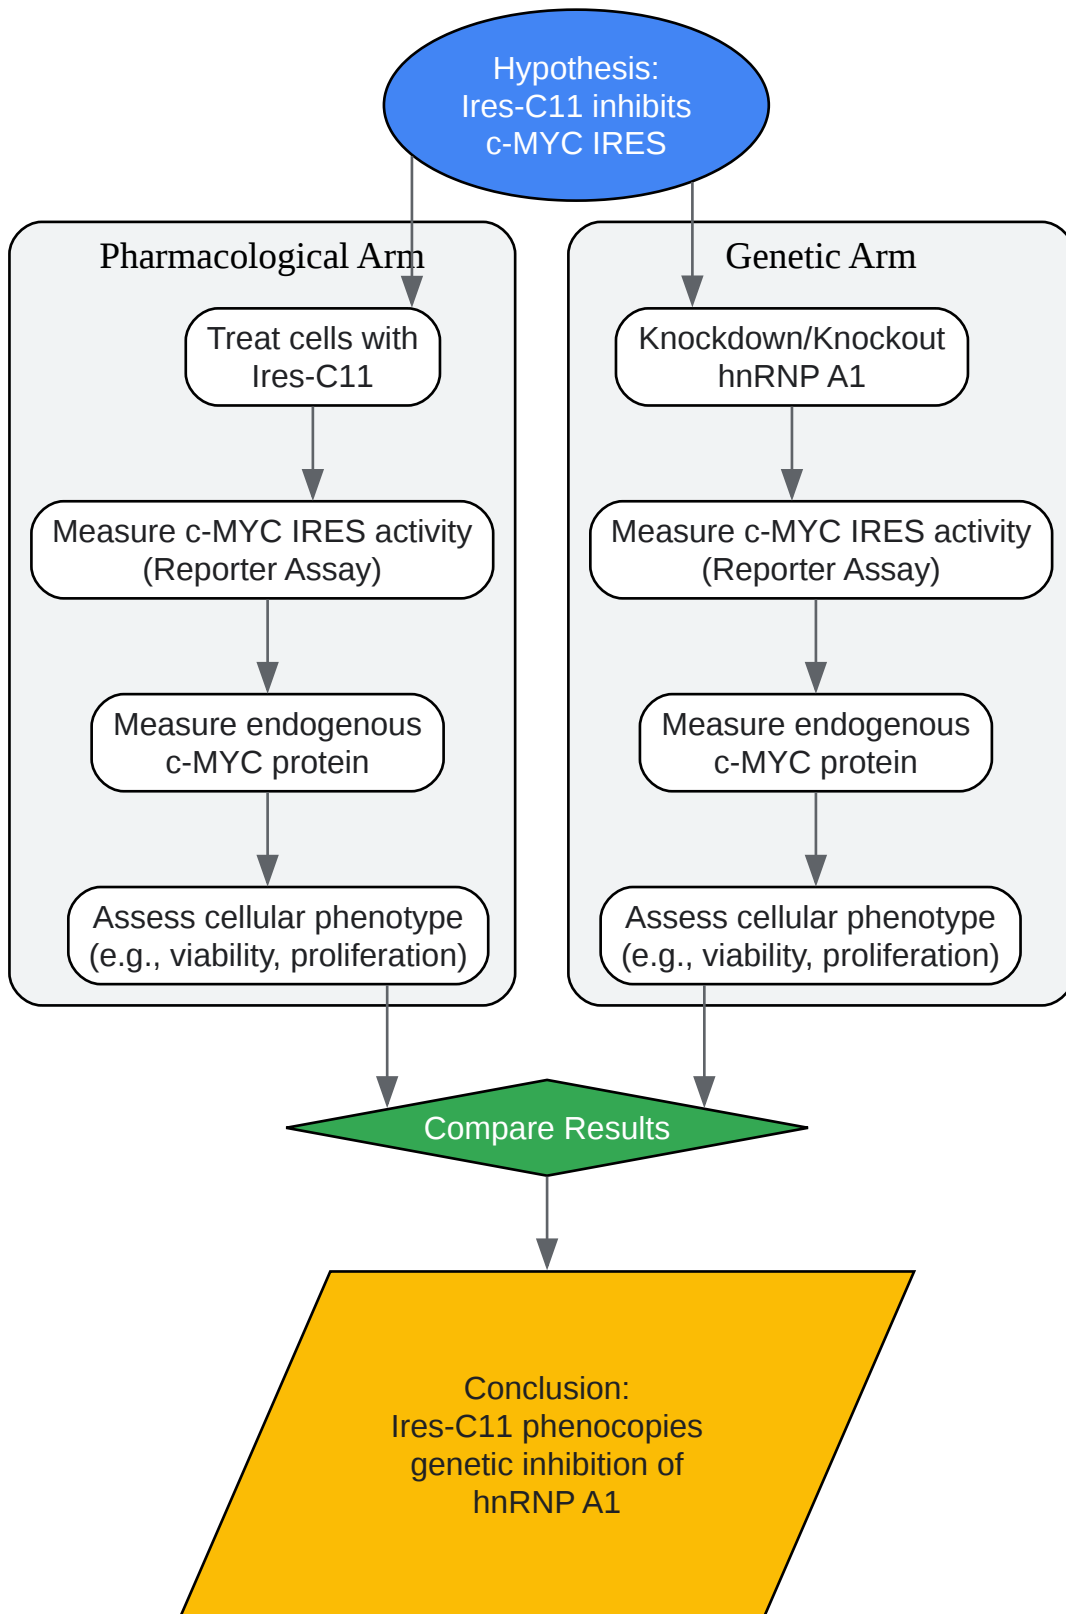 Hypothesis:
Ires-C11 inhibits
c-MYC IRES
Pharmacological Arm
Treat cells with
Ires-C11
Measure c-MYC IRES activity
(Reporter Assay)
Measure endogenous
c-MYC protein
Assess cellular phenotype
(e.g., viability, proliferation)
Genetic Arm
Knockdown/Knockout
hnRNP A1
Measure c-MYC IRES activity
(Reporter Assay)
Measure endogenous
c-MYC protein
Assess cellular phenotype
(e.g., viability, proliferation)
Compare Results
Conclusion:
Ires-C11 phenocopies
genetic inhibition of
hnRNP A1